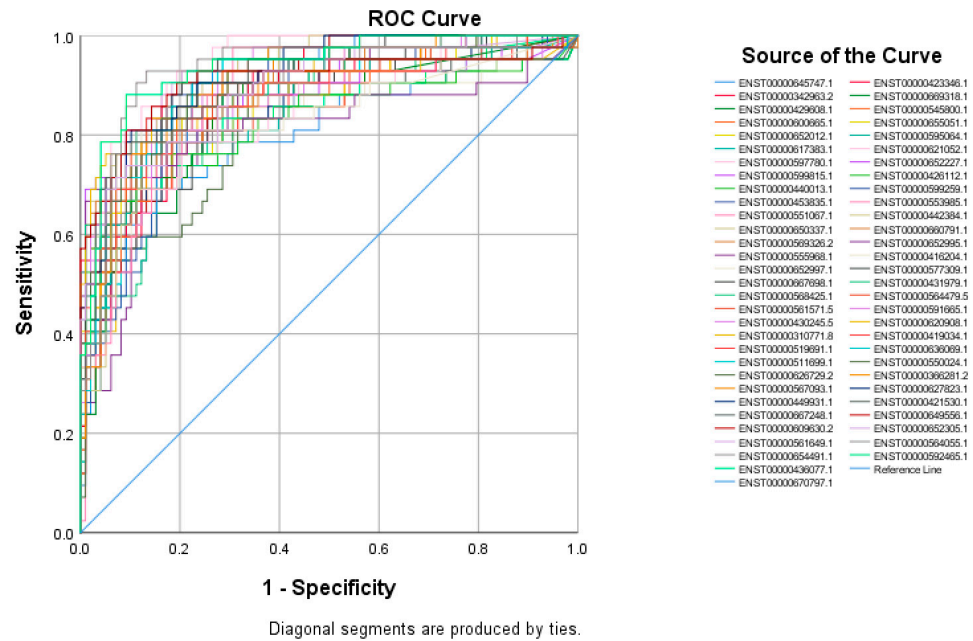 ROC Curve
1.0
0.8
0.6
0.4
0.2
0.0
0.0 0.2 0.4 0.6 0.8 1.0
Sensitivity
1 - Specificity
Diagonal segments are produced by ties.
Source of the Curve
ENST00000645747.1
ENST00000342963.2
ENST00000429608.1
ENST00000600665.1
ENST00000652012.1
ENST00000617383.1
ENST00000597780.1
ENST00000599815.1
ENST00000440013.1
ENST00000453835.1
ENST00000551067.1
ENST00000650337.1
ENST00000569326.2
ENST00000555968.1
ENST00000652997.1
ENST00000667698.1
ENST00000568425.1
ENST00000561571.5
ENST00000430245.5
ENST00000310771.8
ENST00000519691.1
ENST00000511699.1
ENST00000626729.2
ENST00000567093.1
ENST00000449931.1
ENST00000667248.1
ENST00000609630.2
ENST00000561649.1
ENST00000654491.1
ENST00000436077.1
ENST00000670797.1
ENST00000423346.1
ENST00000669318.1
ENST00000545800.1
ENST00000655051.1
ENST00000595064.1
ENST00000621052.1
ENST00000652227.1
ENST00000426112.1
ENST00000599259.1
ENST00000553985.1
ENST00000442384.1
ENST00000660791.1
ENST00000652995.1
ENST00000416204.1
ENST00000577309.1
ENST00000431979.1
ENST00000564479.5
ENST00000591665.1
ENST00000620908.1
ENST00000419034.1
ENST00000636069.1
ENST00000550024.1
ENST00000366281.2
ENST00000627823.1
ENST00000421530.1
ENST00000649556.1
ENST00000652305.1
ENST00000564055.1
ENST00000592465.1
Reference Line